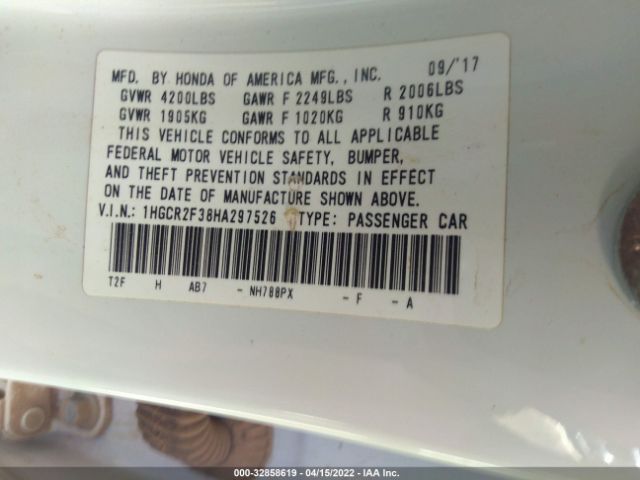 MFD. BY HONDA OF AMERICA MFG., INC. 09/'17
GVWR 4200LBS GAWR F 2249LBS R 2006LBS
GVWR 1905KG GAWR F 1020KG R 910KG
THIS VEHICLE CONFORMS TO ALL APPLICABLE
FEDERAL MOTOR VEHICLE SAFETY, BUMPER,
AND THEFT PREVENTION STANDARDS IN EFFECT
ON THE DATE OF MANUFACTURE SHOWN ABOVE.
V.I.N.: 1HGCR2F38HA297526 TYPE: PASSENGER CAR
T2F H AB7 - NH788PX - F - A
000-32858619 - 04/15/2022 - IAA Inc.